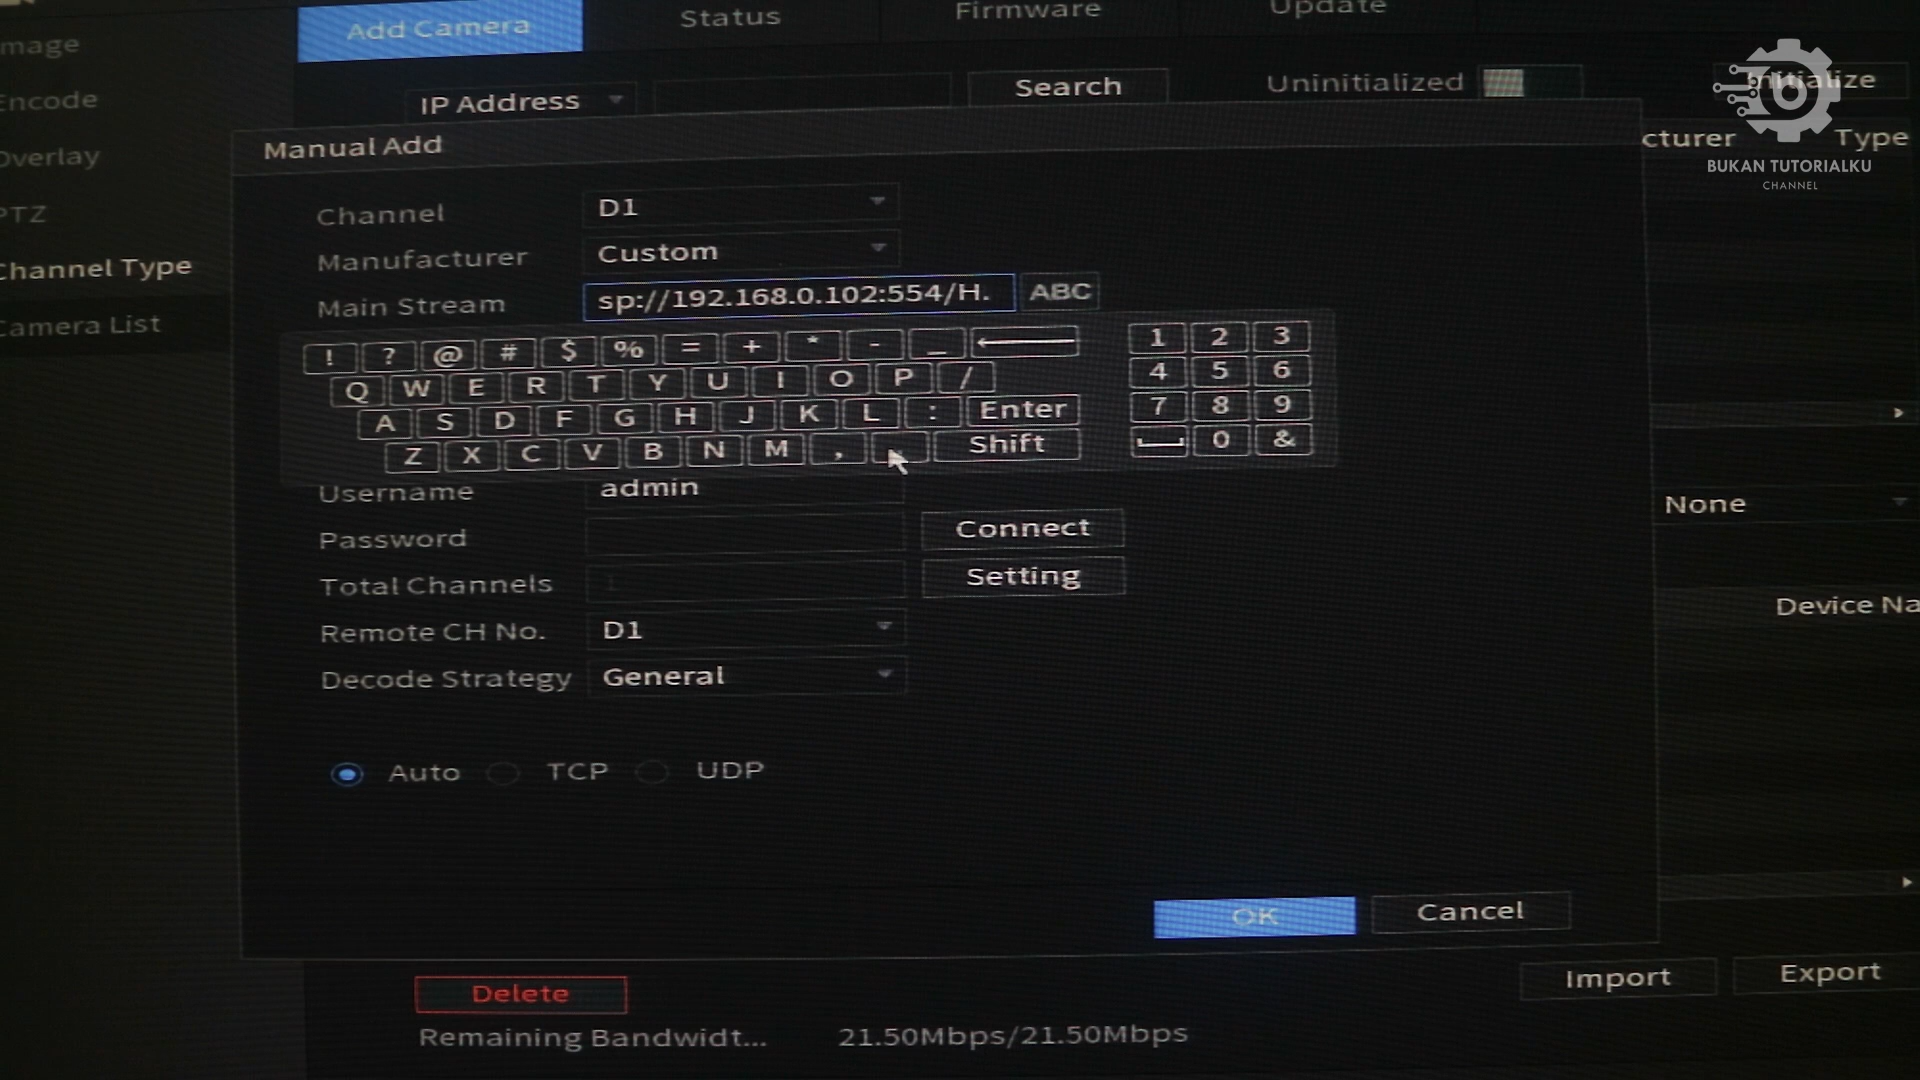 Add Camera Status Firmware Update
mage
Encode
Overlay
PTZ
Channel Type
Camera List
IP Address Search Uninitialized Initialize
cturer Type
BUKAN TUTORIALKU
CHANNEL
Manual Add
Channel D1
Manufacturer Custom
Main Stream sp://192.168.0.102:554/H. ABC
! ? @ # $ % = + * - _ 1 2 3
Q W E R T Y U I O P / 4 5 6
A S D F G H J K L : Enter 7 8 9
Z X C V B N M , Shift 0 &
Username admin
None
Password Connect
Total Channels 1 Setting
Device Na
Remote CH No. D1
Decode Strategy General
Auto TCP UDP
OK Cancel
Delete Import Export
Remaining Bandwidt... 21.50Mbps/21.50Mbps